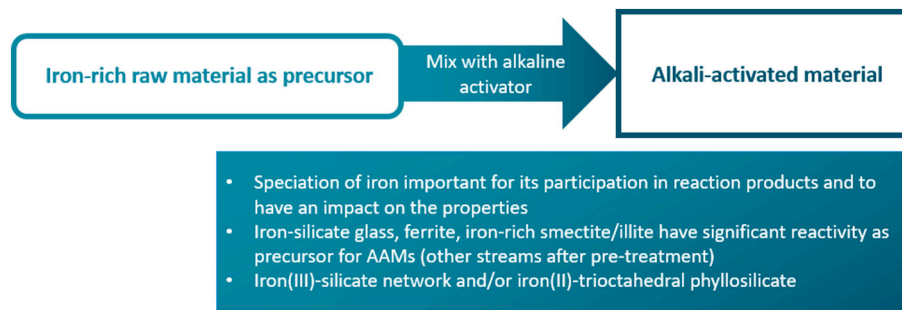 Iron-rich raw material as precursor
Mix with alkaline
activator
Alkali-activated material
• Speciation of iron important for its participation in reaction products and to
have an impact on the properties
• Iron-silicate glass, ferrite, iron-rich smectite/illite have significant reactivity as
precursor for AAMs (other streams after pre-treatment)
• Iron(III)-silicate network and/or iron(II)-trioctahedral phyllosilicate